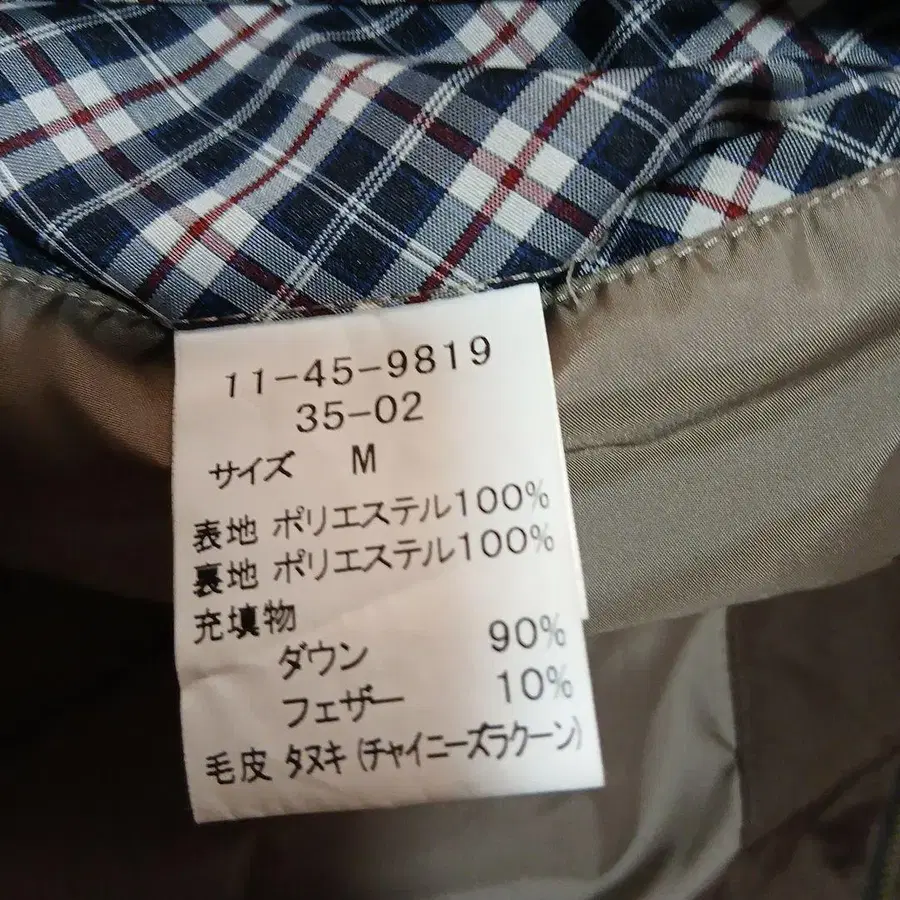 11-45-9819
35-02
サイズ M
表地 ポリエステル100%
裏地 ポリエステル100%
充填物
ダウン 90%
フェザー 10%
毛皮 タヌキ(チャイニーズラクーン)